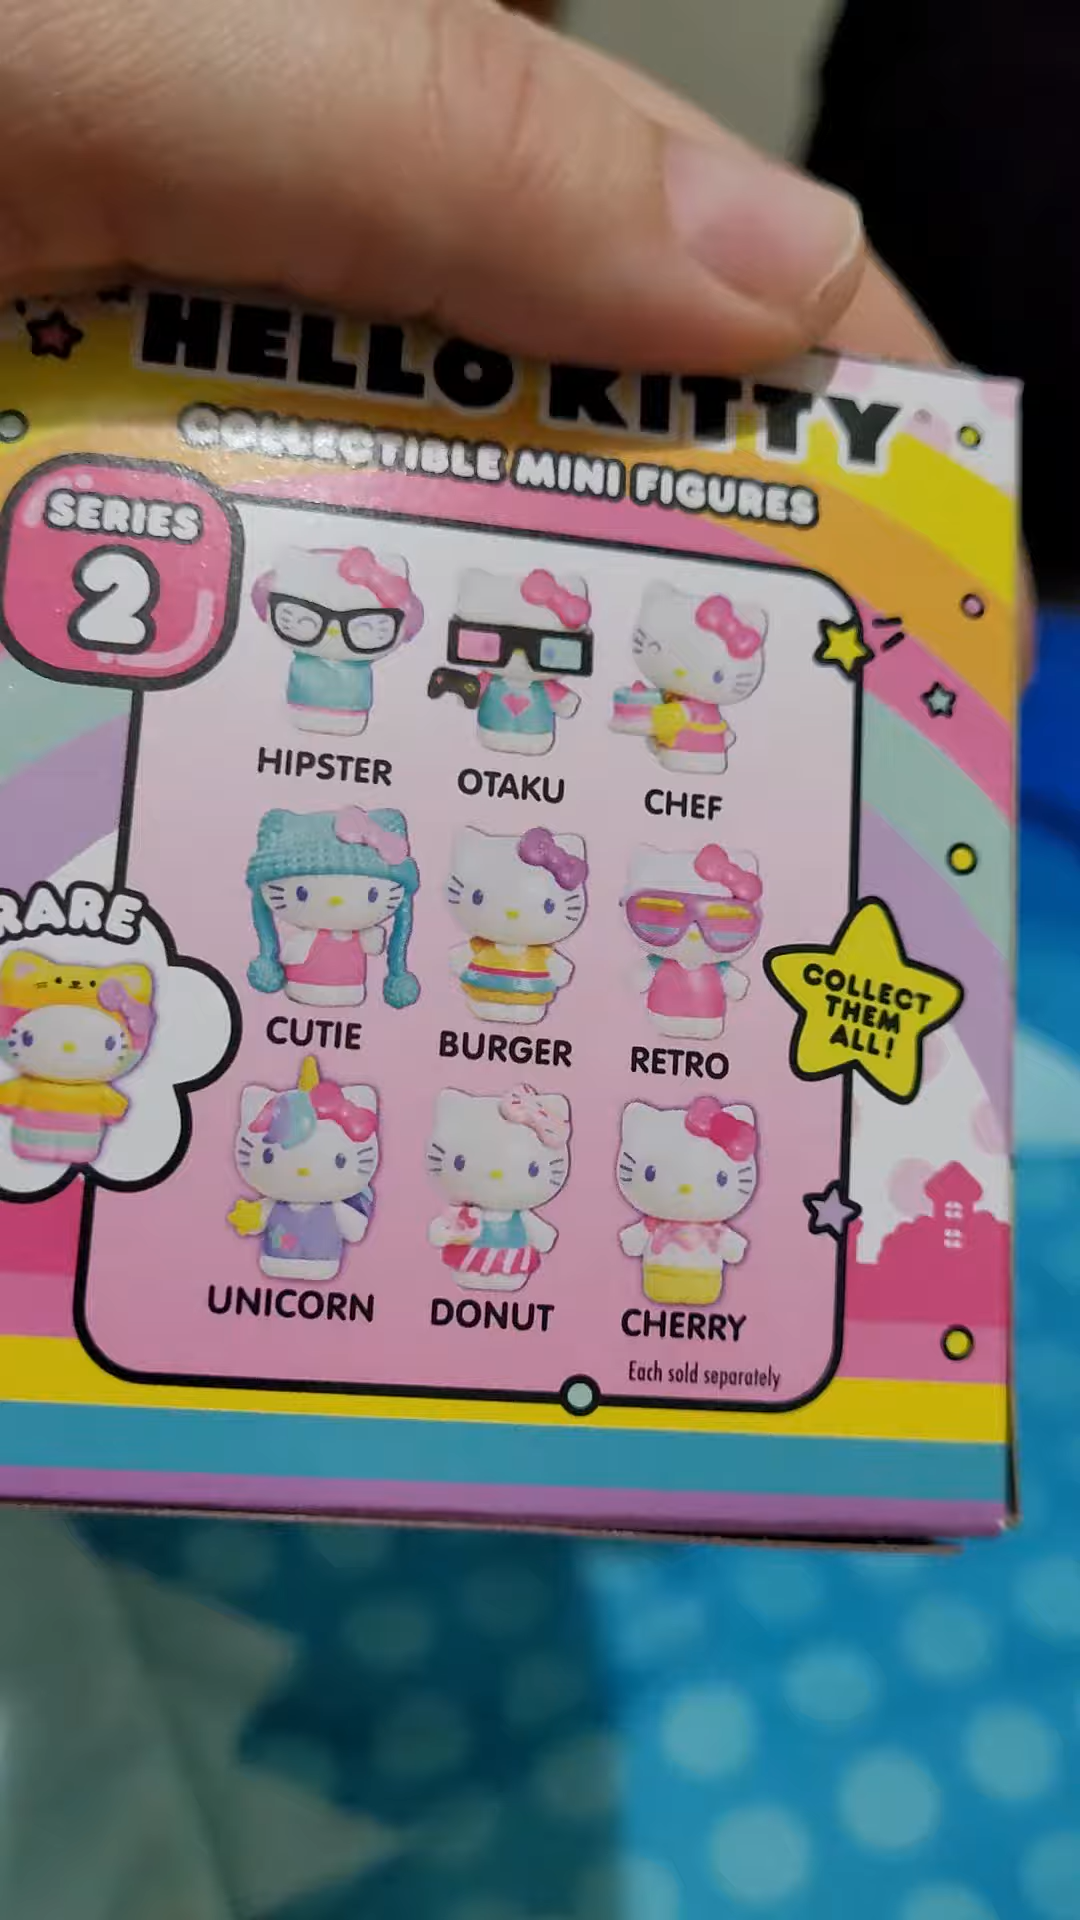 HELLO KITTY
COLLECTIBLE MINI FIGURES
SERIES
2
HIPSTER
OTAKU
CHEF
RARE
CUTIE
BURGER
RETRO
COLLECT
THEM
ALL!
UNICORN
DONUT
CHERRY
Each sold separately